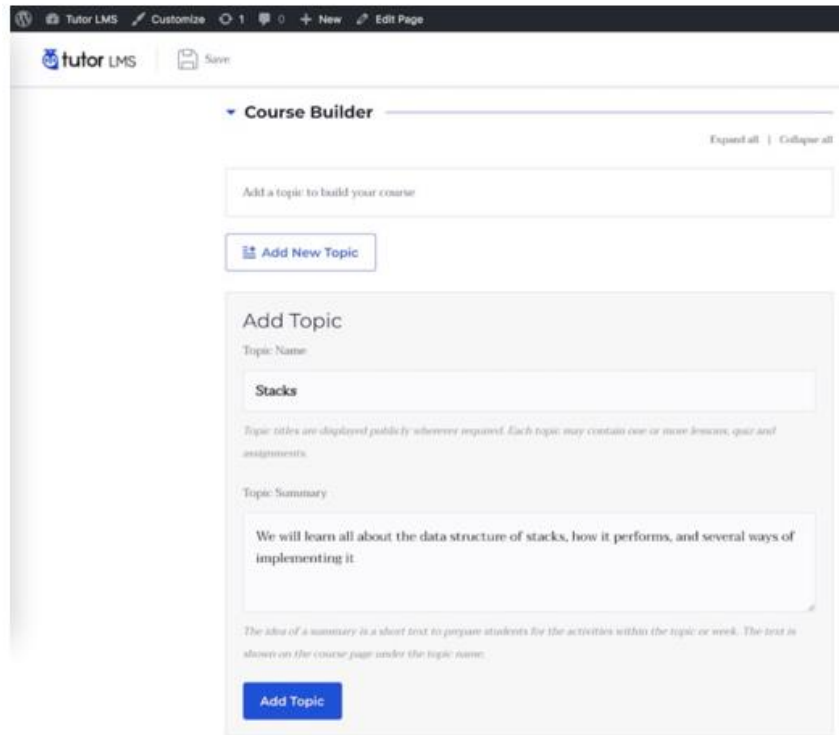 Tutor LMS Customize 1 0 New Edit Page
tutor LMS Save
Course Builder
Expand all | Collapse all
Add a topic to build your course
Add New Topic
Add Topic
Topic Name
Stacks
Topic titles are displayed publicly wherever required. Each topic may contain one or more lessons, quiz and
assignments.
Topic Summary
We will learn all about the data structure of stacks, how it performs, and several ways of
implementing it
The idea of a summary is a short text to prepare students for the activities within the topic or week. The text is
shown on the course page under the topic name.
Add Topic